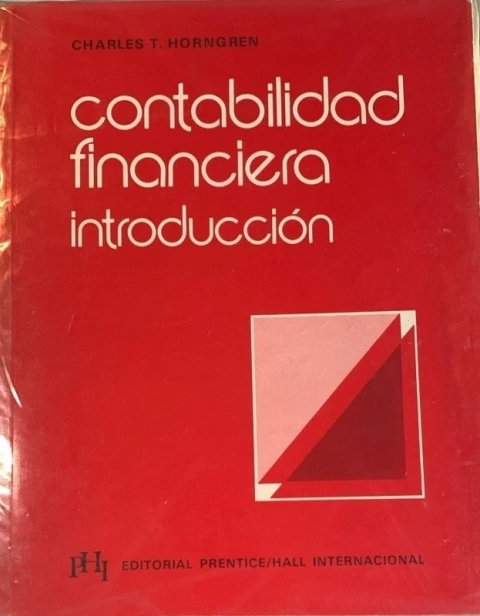 CHARLES T. HORNGREN
contabilidad
financiera
introducción
PHI EDITORIAL PRENTICE/HALL INTERNACIONAL